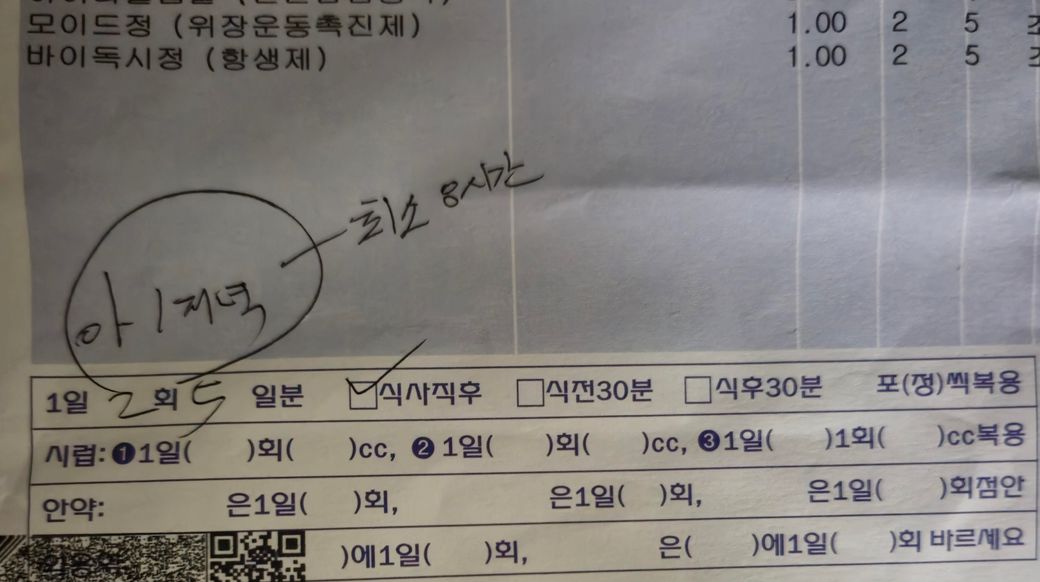 모이드정 (위장운동촉진제) 1.00 2 5
바이독시정 (항생제) 1.00 2 5
최소 8시간
아 / 저녁
1일 2회 5 일분 ☑식사직후 □식전30분 □식후30분 포(정)씩복용
시럽: ❶1일( )회( )cc, ❷1일( )회( )cc, ❸1일( )1회( )cc복용
안약: 은1일( )회, 은1일( )회, 은1일( )회점안
)에1일( )회, 은( )에1일( )회 바르세요